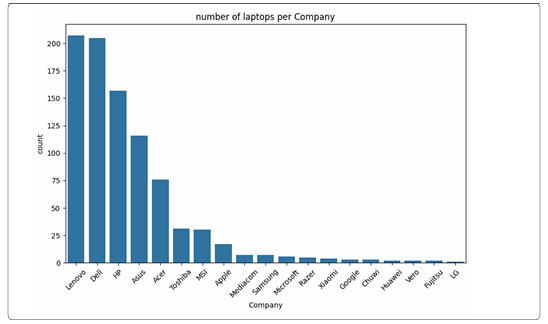 number of laptops per Company
200
175
150
125
100
75
50
25
0
count
Lenovo
Dell
HP
Asus
Acer
Toshiba
MSI
Apple
Mediacom
Samsung
Microsoft
Razer
Xiaomi
Google
Chuwi
Huawei
Vero
Fujitsu
LG
Company